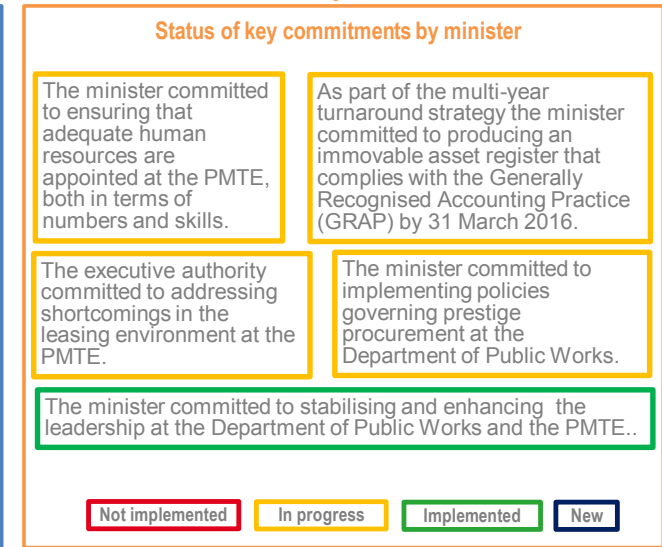 Status of key commitments by minister
The minister committed
to ensuring that
adequate human
resources are
appointed at the PMTE,
both in terms of
numbers and skills.
As part of the multi-year
turnaround strategy the minister
committed to producing an
immovable asset register that
complies with the Generally
Recognised Accounting Practice
(GRAP) by 31 March 2016.
The executive authority
committed to addressing
shortcomings in the
leasing environment at the
PMTE.
The minister committed to
implementing policies
governing prestige
procurement at the
Department of Public Works.
The minister committed to stabilising and enhancing the
leadership at the Department of Public Works and the PMTE..
Not implemented
In progress
Implemented
New